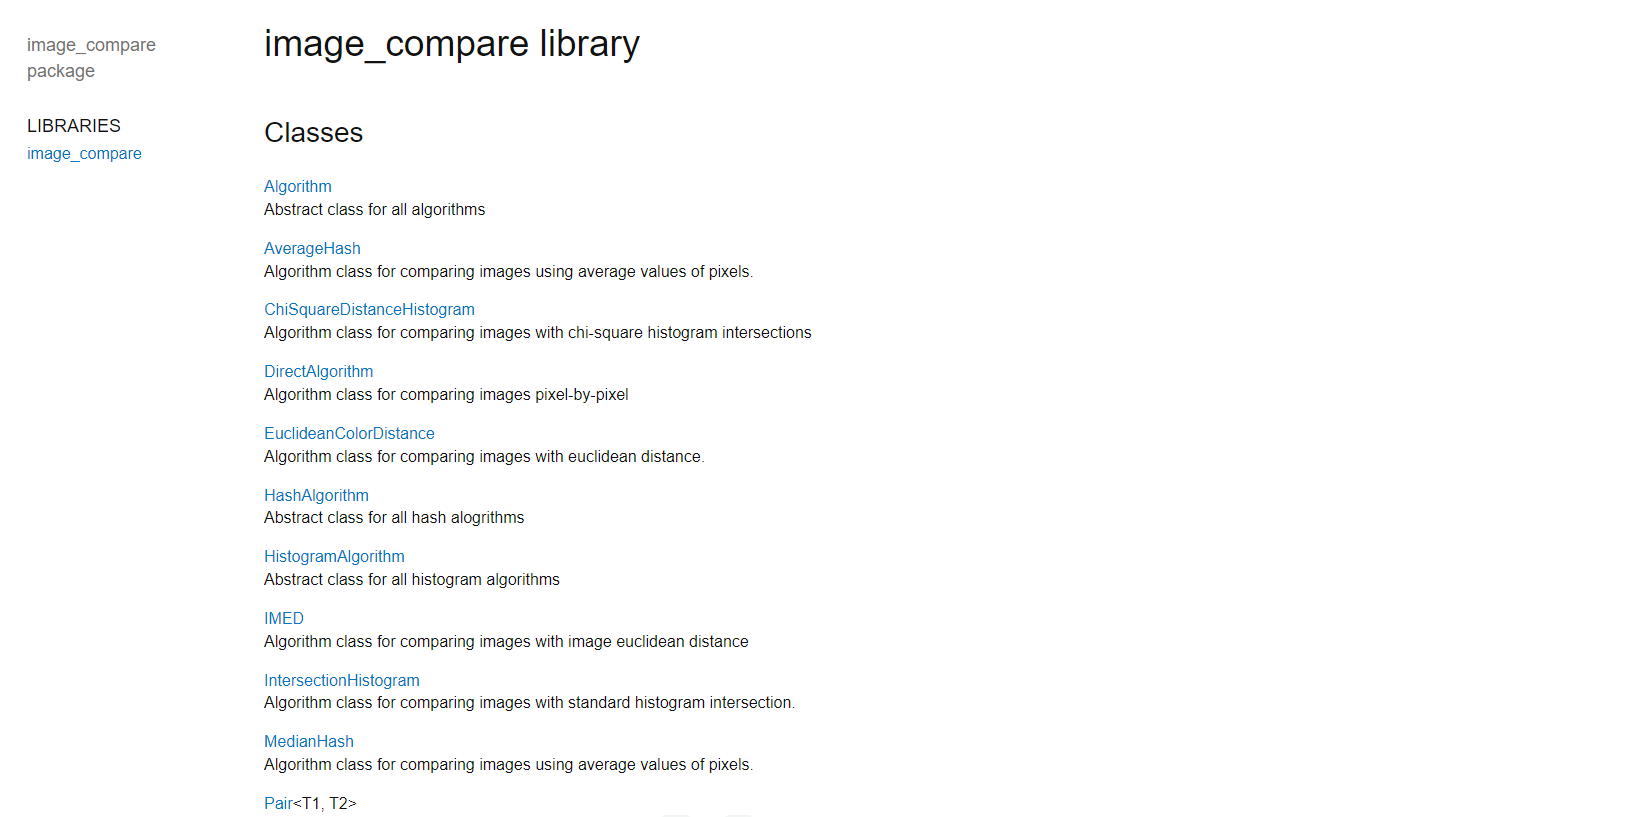 image_compare
package
LIBRARIES
image_compare
image_compare library
Classes
Algorithm
Abstract class for all algorithms
AverageHash
Algorithm class for comparing images using average values of pixels.
ChiSquareDistanceHistogram
Algorithm class for comparing images with chi-square histogram intersections
DirectAlgorithm
Algorithm class for comparing images pixel-by-pixel
EuclideanColorDistance
Algorithm class for comparing images with euclidean distance.
HashAlgorithm
Abstract class for all hash alogrithms
HistogramAlgorithm
Abstract class for all histogram algorithms
IMED
Algorithm class for comparing images with image euclidean distance
IntersectionHistogram
Algorithm class for comparing images with standard histogram intersection.
MedianHash
Algorithm class for comparing images using average values of pixels.
Pair<T1, T2>